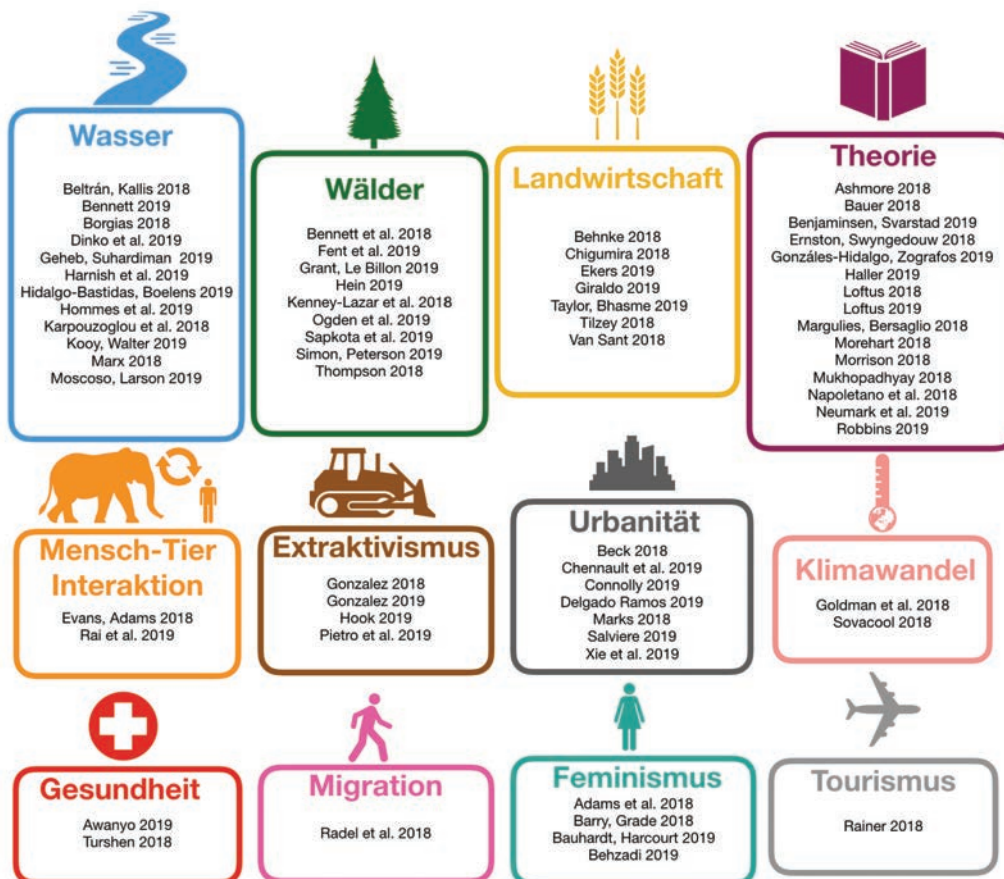 Wasser
Beltrán, Kallis 2018
Bennett 2019
Borgias 2018
Dinko et al. 2019
Geheb, Suhardiman 2019
Harnish et al. 2019
Hidalgo-Bastidas, Boelens 2019
Hommes et al. 2019
Karpouzoglou et al. 2018
Kooy, Walter 2019
Marx 2018
Moscoso, Larson 2019
Wälder
Bennett et al. 2018
Fent et al. 2019
Grant, Le Billon 2019
Hein 2019
Kenney-Lazar et al. 2018
Ogden et al. 2019
Sapkota et al. 2019
Simon, Peterson 2019
Thompson 2018
Landwirtschaft
Behnke 2018
Chigumira 2018
Ekers 2019
Giraldo 2019
Taylor, Bhasme 2019
Tilzey 2018
Van Sant 2018
Theorie
Ashmore 2018
Bauer 2018
Benjaminsen, Svarstad 2019
Ernston, Swyngedouw 2018
Gonzáles-Hidalgo, Zografos 2019
Haller 2019
Loftus 2018
Loftus 2019
Margulies, Bersaglio 2018
Morehart 2018
Morrison 2018
Mukhopadhyay 2018
Napoletano et al. 2018
Neumark et al. 2019
Robbins 2019
Mensch-Tier
Interaktion
Evans, Adams 2018
Rai et al. 2019
Extraktivismus
Gonzalez 2018
Gonzalez 2019
Hook 2019
Pietro et al. 2019
Urbanität
Beck 2018
Chennault et al. 2019
Connolly 2019
Delgado Ramos 2019
Marks 2018
Salviere 2019
Xie et al. 2019
Klimawandel
Goldman et al. 2018
Sovacool 2018
Gesundheit
Awanyo 2019
Turshen 2018
Migration
Radel et al. 2018
Feminismus
Adams et al. 2018
Barry, Grade 2018
Bauhardt, Harcourt 2019
Behzadi 2019
Tourismus
Rainer 2018